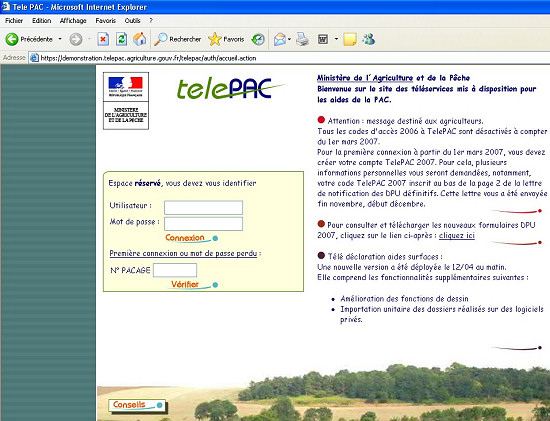 Tele PAC - Microsoft Internet Explorer
Fichier Edition Affichage Favoris Outils ?
Précédente Rechercher Favoris
Adresse https://demonstration.telepac.agriculture.gouv.fr/telepac/auth/accueil.action
Liberté • Égalité • Fraternité
RÉPUBLIQUE FRANÇAISE
MINISTÈRE
DE L'AGRICULTURE
ET DE LA PÊCHE
telePAC
Ministère de l'Agriculture et de la Pêche
Bienvenue sur le site des téléservices mis à disposition pour
les aides de la PAC.
Attention : message destiné aux agriculteurs.
Tous les codes d'accès 2006 à TelePAC sont désactivés à compter
du 1er mars 2007.
Pour la première connexion à partir du 1er mars 2007, vous devez
créer votre compte TelePAC 2007. Pour cela, plusieurs
informations personnelles vous seront demandées, notamment,
votre code TelePAC 2007 inscrit au bas de la page 2 de la lettre
de notification des DPU définitifs. Cette lettre vous a été envoyée
fin novembre, début décembre.
Espace réservé, vous devez vous identifier
Utilisateur :
Mot de passe :
Connexion
Première connexion ou mot de passe perdu :
N° PACAGE
Vérifier
Pour consulter et télécharger les nouveaux formulaires DPU
2007, cliquez sur le lien ci-après : cliquez ici
Télé déclaration aides surfaces :
Une nouvelle version a été déployée le 12/04 au matin.
Elle comprend les fonctionnalités supplémentaires suivantes :
• Amélioration des fonctions de dessin
• Importation unitaire des dossiers réalisés sur des logiciels
privés.
Conseils